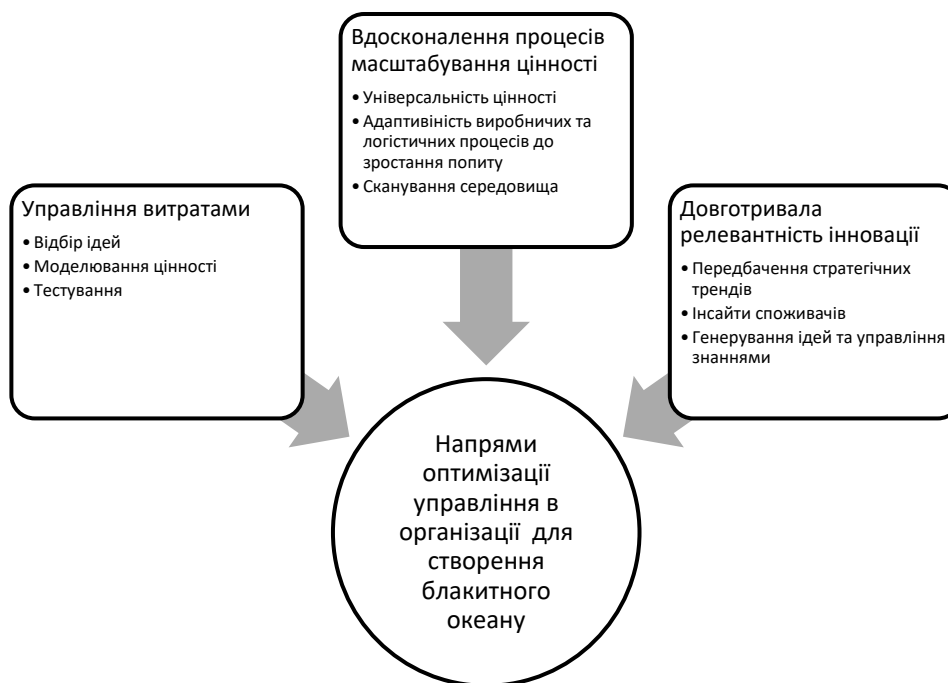 Вдосконалення процесів
масштабування цінності
• Універсальність цінності
• Адаптивіність виробничих та
логістичних процесів до
зростання попиту
• Сканування середовища
Управління витратами
• Відбір ідей
• Моделювання цінності
• Тестування
Довготривала
релевантність інновації
• Передбачення стратегічних
трендів
• Інсайти споживачів
• Генерування ідей та управління
знаннями
Напрями
оптимізації
управління в
організації для
створення
блакитного
океану